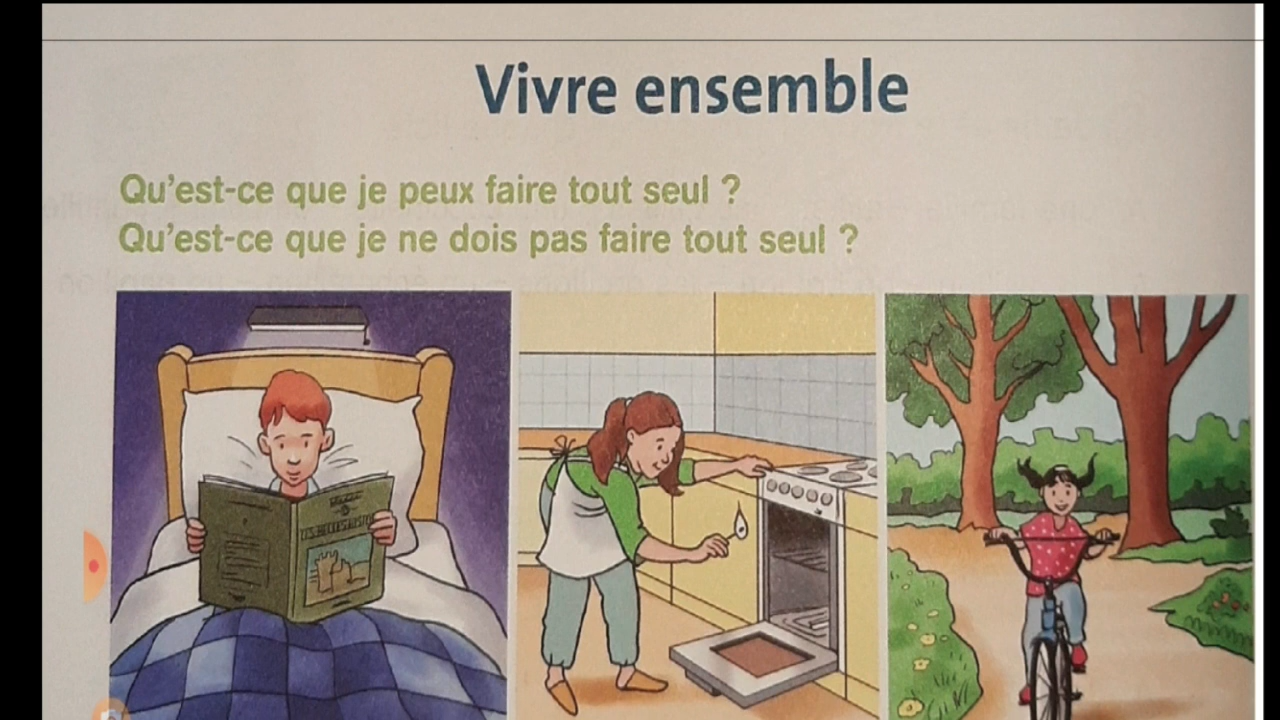 Vivre ensemble
Qu'est-ce que je peux faire tout seul ?
Qu'est-ce que je ne dois pas faire tout seul ?